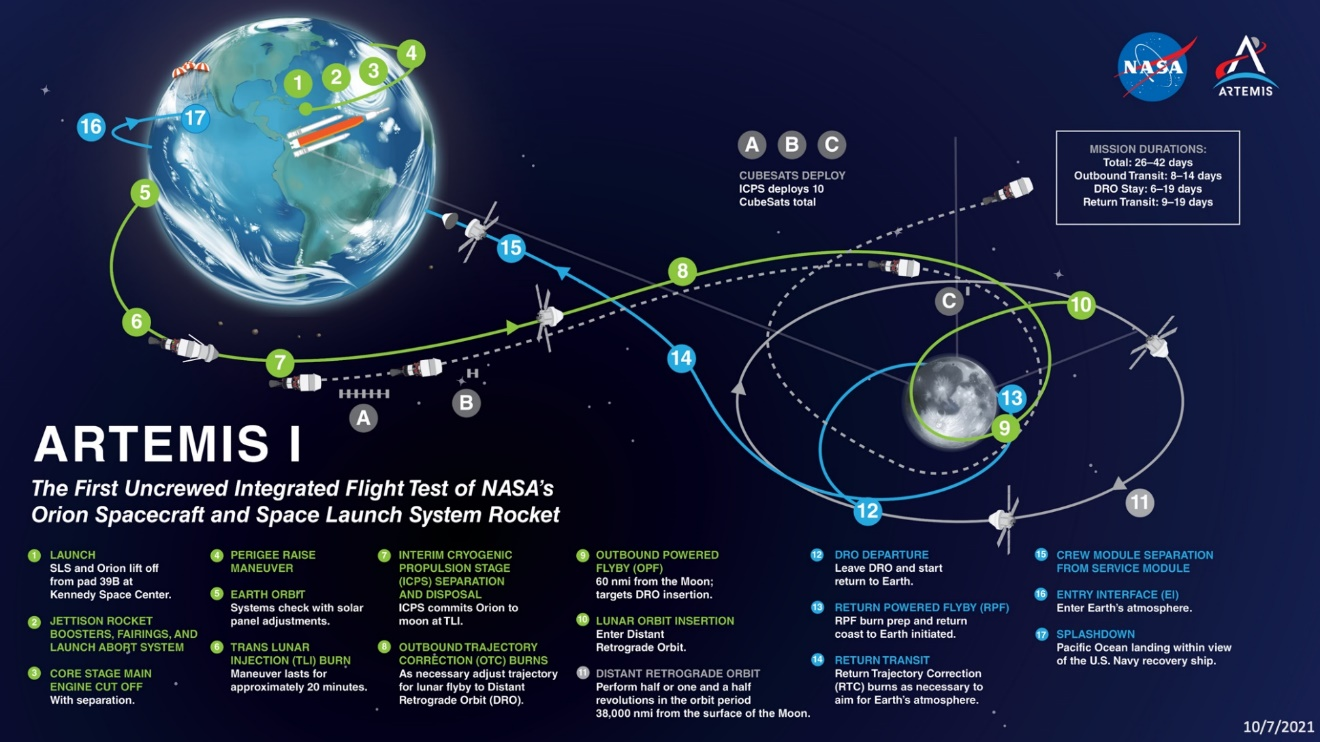 NASA
ARTEMIS
1
2
3
4
16
17
5
6
7
15
8
14
A
B
C
CUBESATS DEPLOY
ICPS deploys 10
CubeSats total
MISSION DURATIONS:
Total: 26–42 days
Outbound Transit: 8–14 days
DRO Stay: 6–19 days
Return Transit: 9–19 days
C
10
13
9
12
11
A
B
ARTEMIS I
The First Uncrewed Integrated Flight Test of NASA's
Orion Spacecraft and Space Launch System Rocket
1 LAUNCH
SLS and Orion lift off
from pad 39B at
Kennedy Space Center.
2 JETTISON ROCKET
BOOSTERS, FAIRINGS, AND
LAUNCH ABORT SYSTEM
3 CORE STAGE MAIN
ENGINE CUT OFF
With separation.
4 PERIGEE RAISE
MANEUVER
5 EARTH ORBIT
Systems check with solar
panel adjustments.
6 TRANS LUNAR
INJECTION (TLI) BURN
Maneuver lasts for
approximately 20 minutes.
7 INTERIM CRYOGENIC
PROPULSION STAGE
(ICPS) SEPARATION
AND DISPOSAL
ICPS commits Orion to
moon at TLI.
8 OUTBOUND TRAJECTORY
CORRECTION (OTC) BURNS
As necessary adjust trajectory
for lunar flyby to Distant
Retrograde Orbit (DRO).
9 OUTBOUND POWERED
FLYBY (OPF)
60 nmi from the Moon;
targets DRO insertion.
10 LUNAR ORBIT INSERTION
Enter Distant
Retrograde Orbit.
11 DISTANT RETROGRADE ORBIT
Perform half or one and a half
revolutions in the orbit period
38,000 nmi from the surface of the Moon.
12 DRO DEPARTURE
Leave DRO and start
return to Earth.
13 RETURN POWERED FLYBY (RPF)
RPF burn prep and return
coast to Earth initiated.
14 RETURN TRANSIT
Return Trajectory Correction
(RTC) burns as necessary to
aim for Earth's atmosphere.
15 CREW MODULE SEPARATION
FROM SERVICE MODULE
16 ENTRY INTERFACE (EI)
Enter Earth's atmosphere.
17 SPLASHDOWN
Pacific Ocean landing within view
of the U.S. Navy recovery ship.
10/7/2021